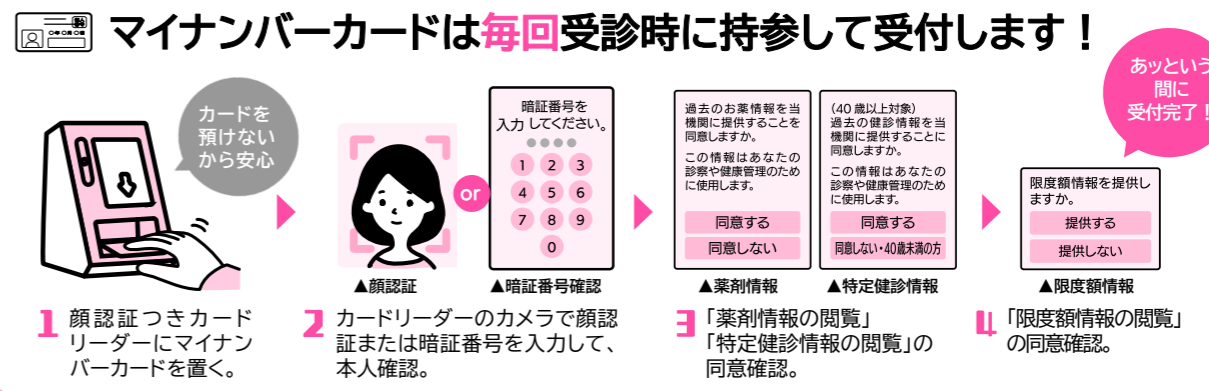 マイナンバーカードは毎回受診時に持参して受付します！
あッという
間に
受付完了！
カードを
預けない
から安心
1 顔認証つきカード
リーダーにマイナン
バーカードを置く。
or
暗証番号を
入力してください。
1 2 3
4 5 6
7 8 9
0
▲顔認証
▲暗証番号確認
2 カードリーダーのカメラで顔認
証または暗証番号を入力して、
本人確認。
過去のお薬情報を当
機関に提供することを
同意しますか。
この情報はあなたの
診察や健康管理のため
に使用します。
同意する
同意しない
▲薬剤情報
(40歳以上対象)
過去の健診情報を当
機関に提供することに
同意しますか。
この情報はあなたの
診察や健康管理のため
に使用します。
同意する
同意しない・40歳未満の方
▲特定健診情報
3 「薬剤情報の閲覧」
「特定健診情報の閲覧」の
同意確認。
限度額情報を提供し
ますか。
提供する
提供しない
▲限度額情報
4 「限度額情報の閲覧」
の同意確認。